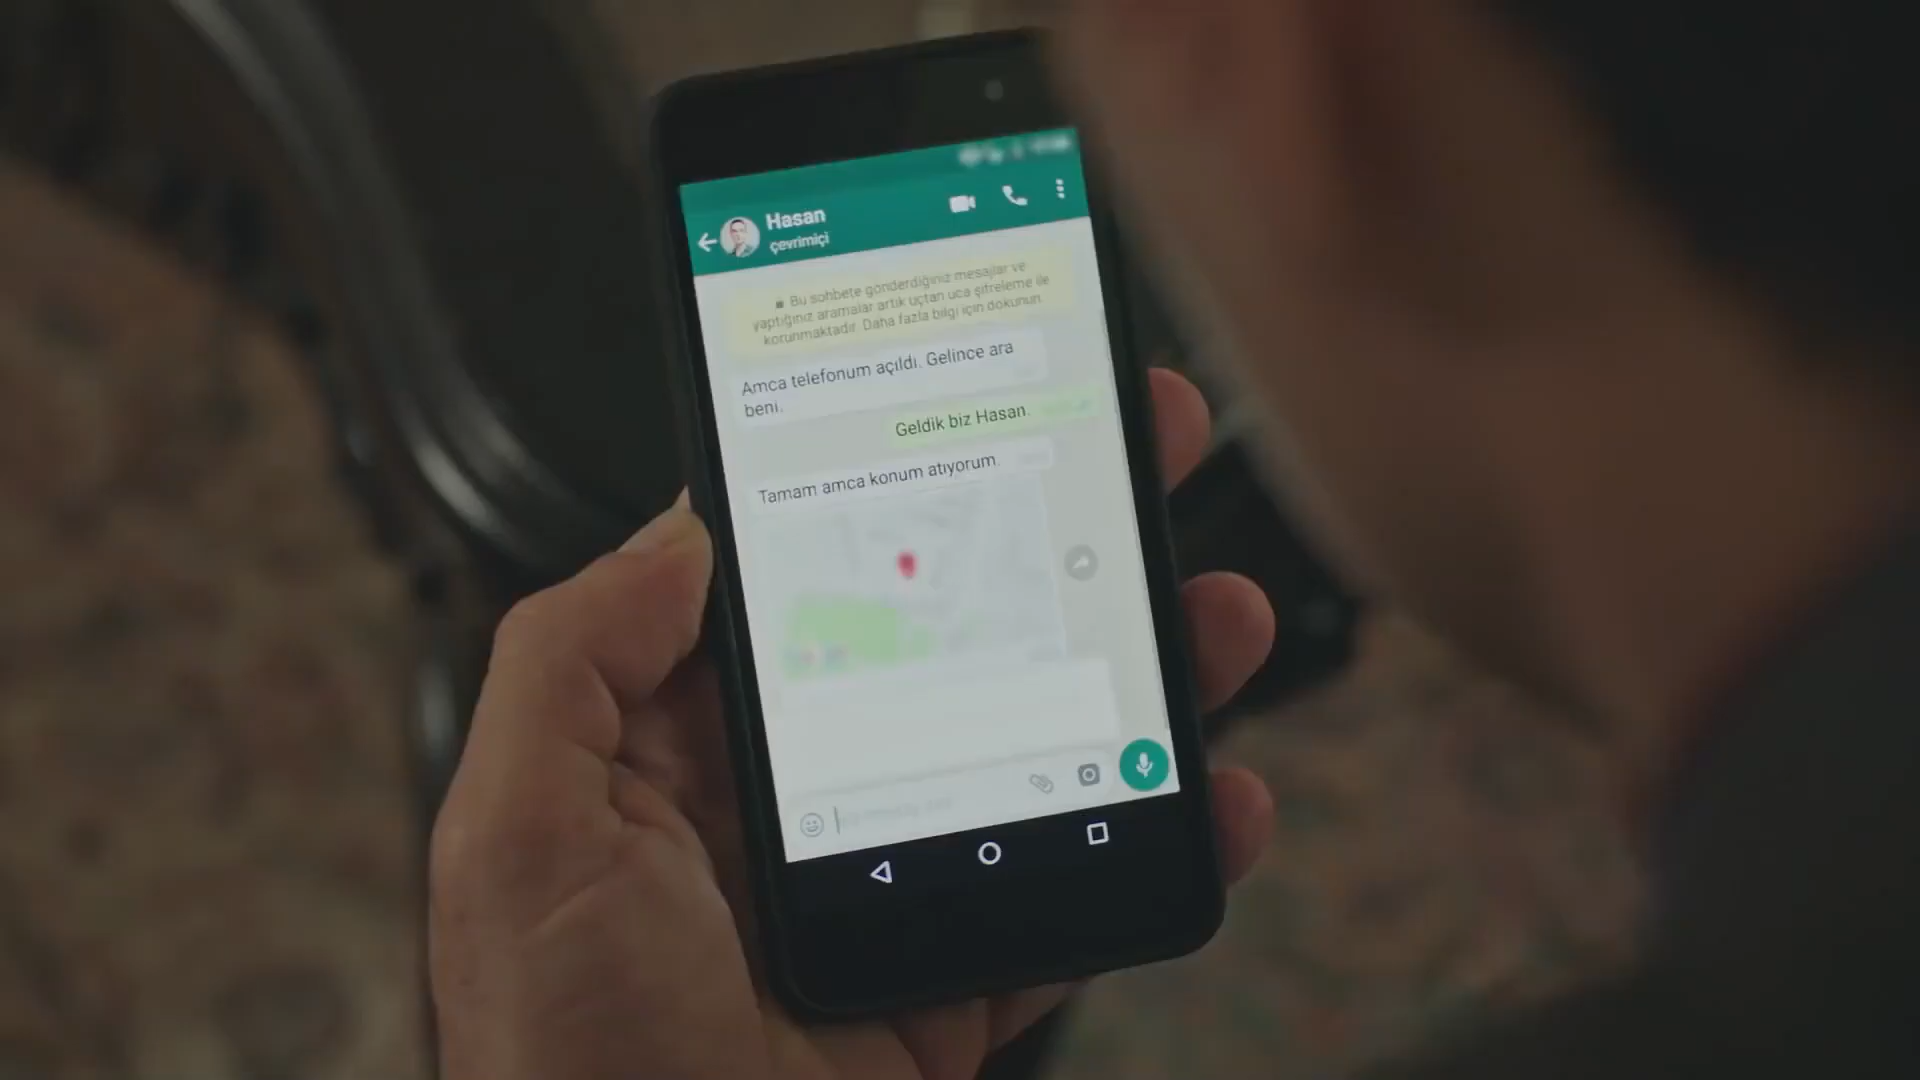 Hasan
çevrimiçi
Bu sohbete gönderdiğiniz mesajlar ve
yaptığınız aramalar artık uçtan uca şifreleme ile
korunmaktadır. Daha fazla bilgi için dokunun.
Amca telefonum açıldı. Gelince ara
beni.
Geldik biz Hasan.
Tamam amca konum atıyorum.